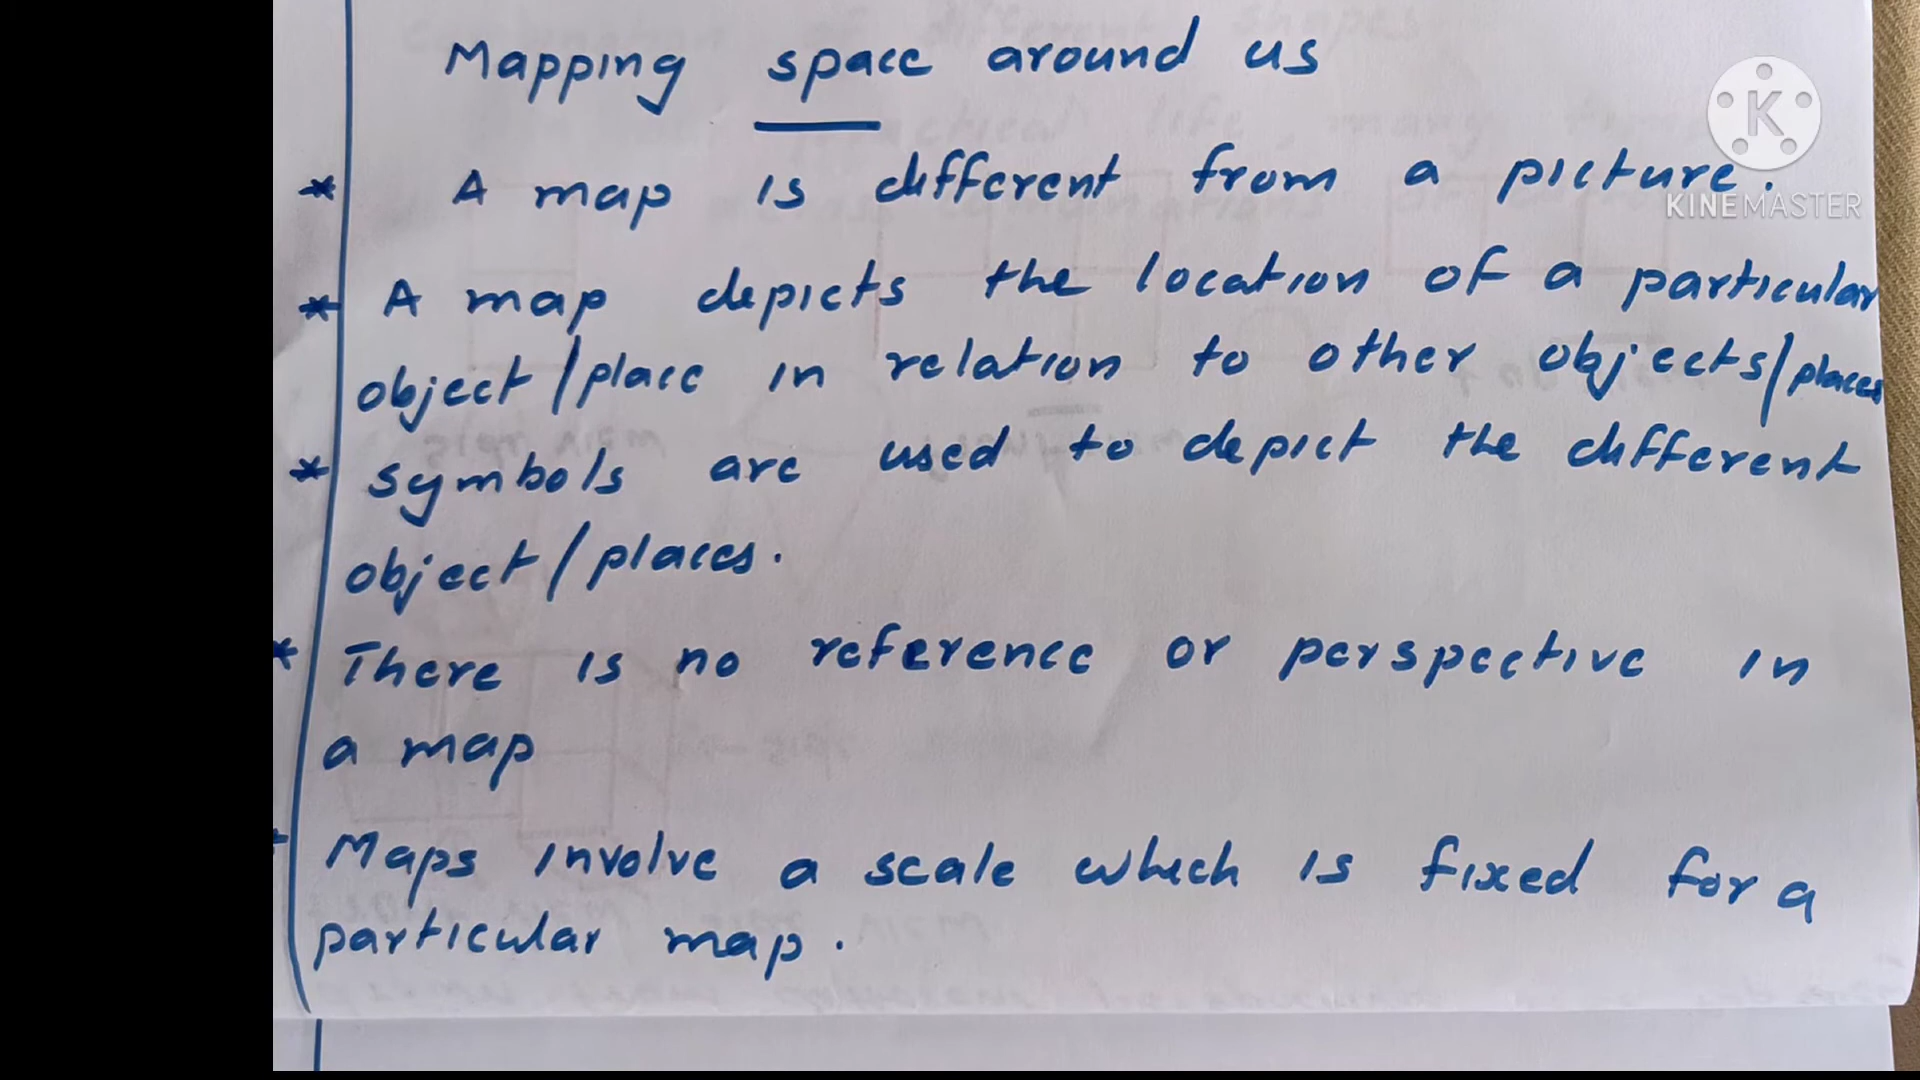 Mapping space around us
* A map is different from a picture.
* A map depicts the location of a particular
object/place in relation to other objects/places
* symbols are used to depict the different
object/places.
* There is no reference or perspective in
a map
* Maps involve a scale which is fixed for a
particular map.
K
KINEMASTER